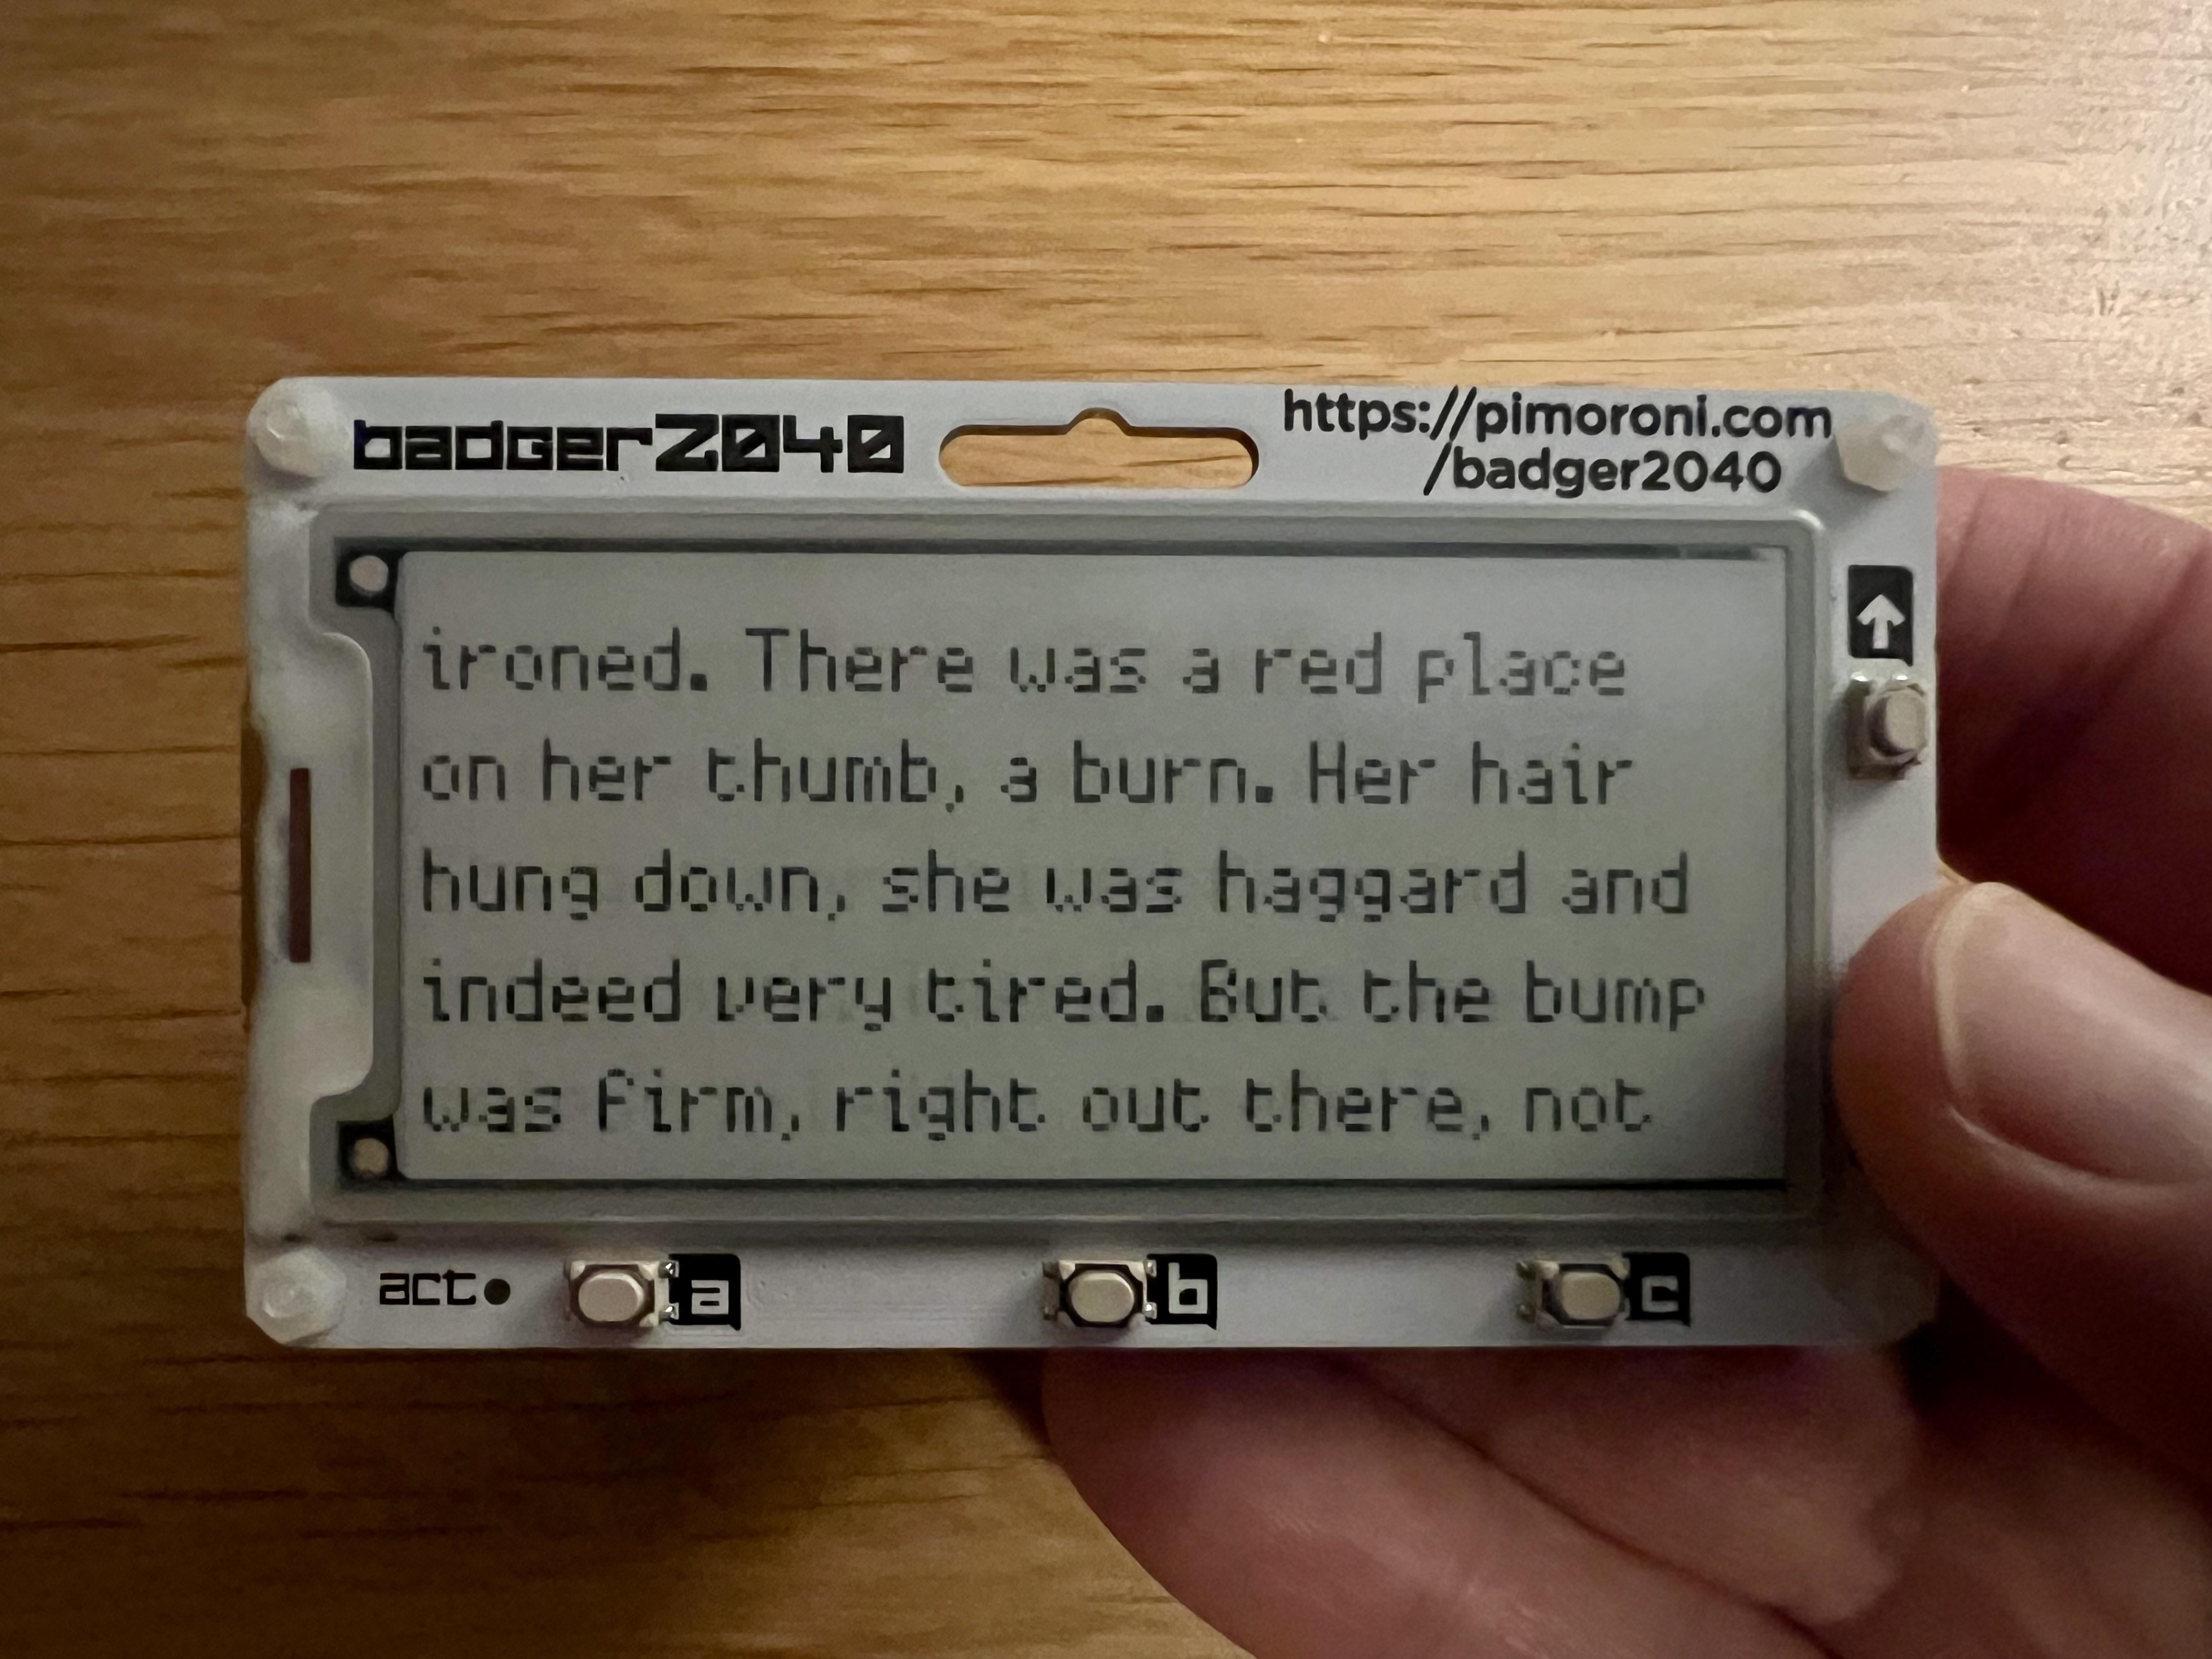 badger2040
https://pimoroni.com
/badger2040
ironed. There was a red place
on her thumb, a burn. Her hair
hung down, she was haggard and
indeed very tired. But the bump
was firm, right out there, not
act
a
b
c